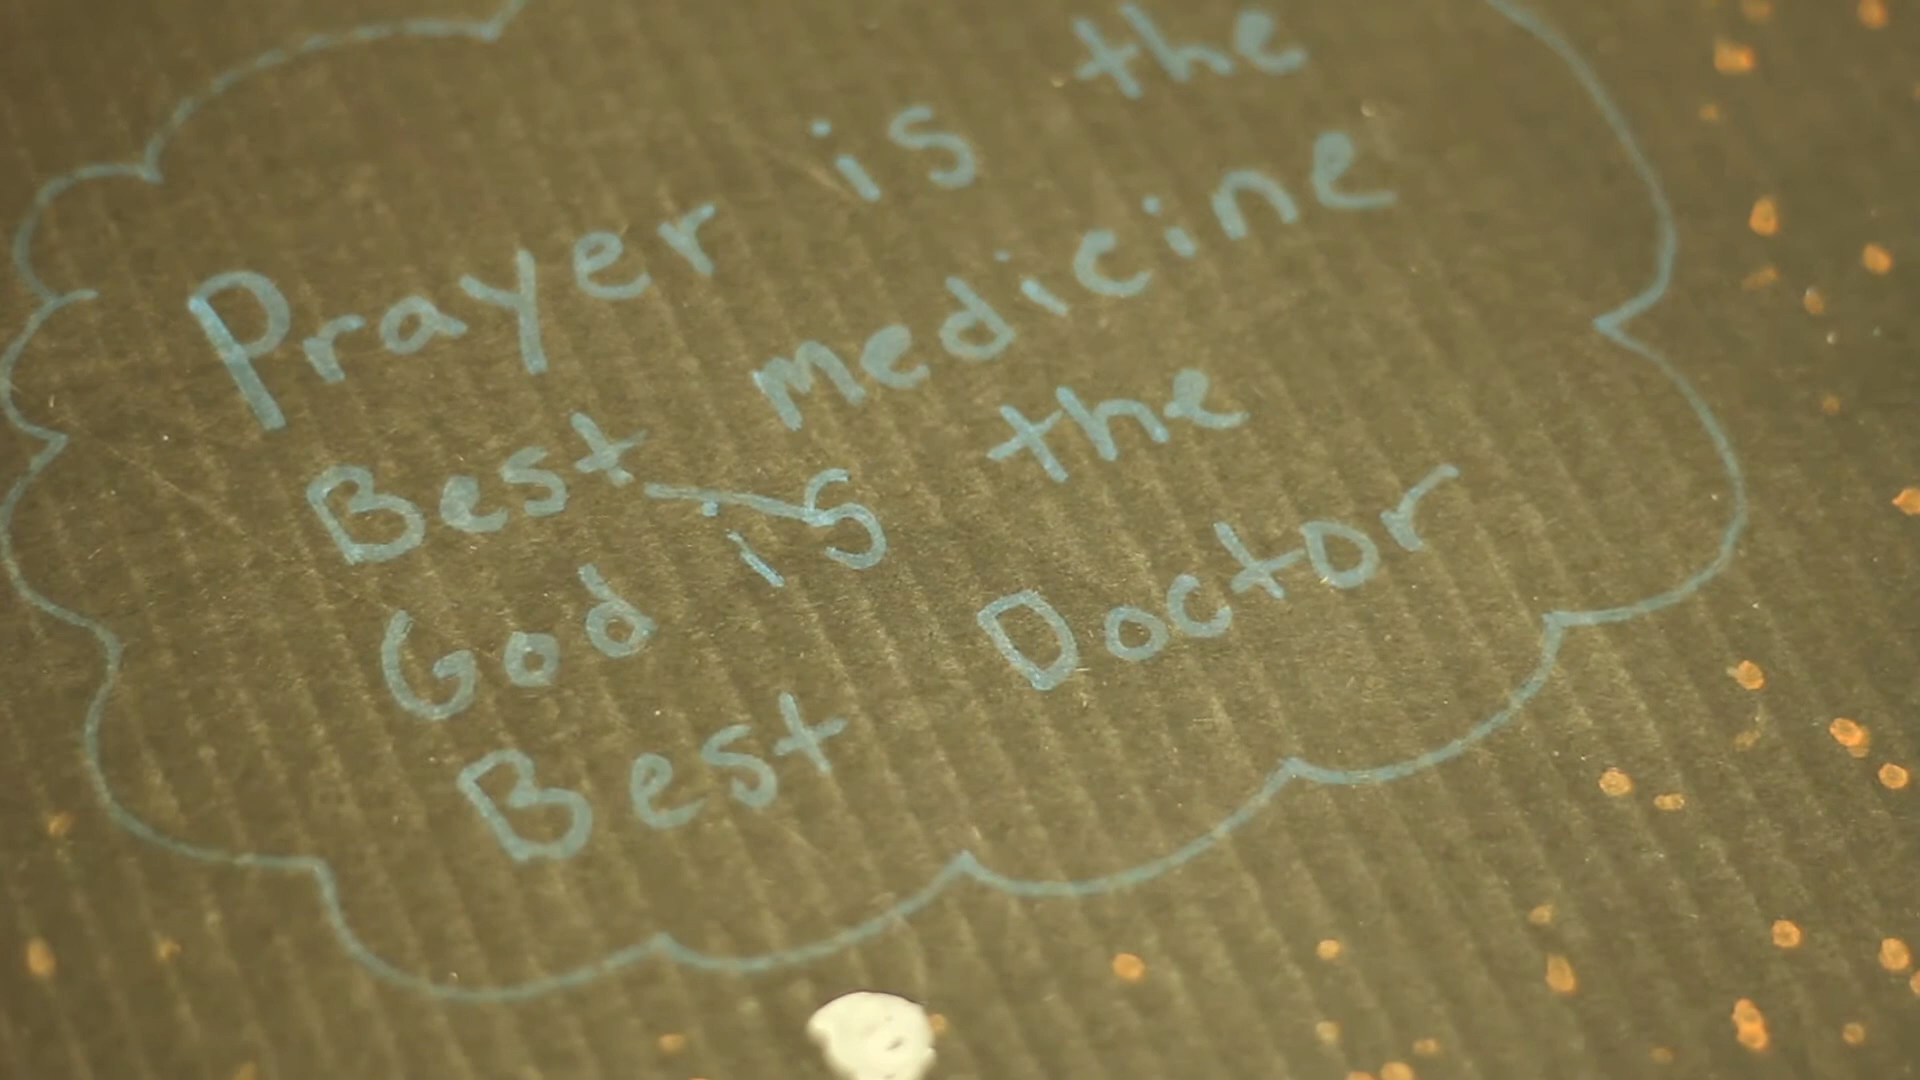 Prayer is the
Best medicine
God is the
Best Doctor